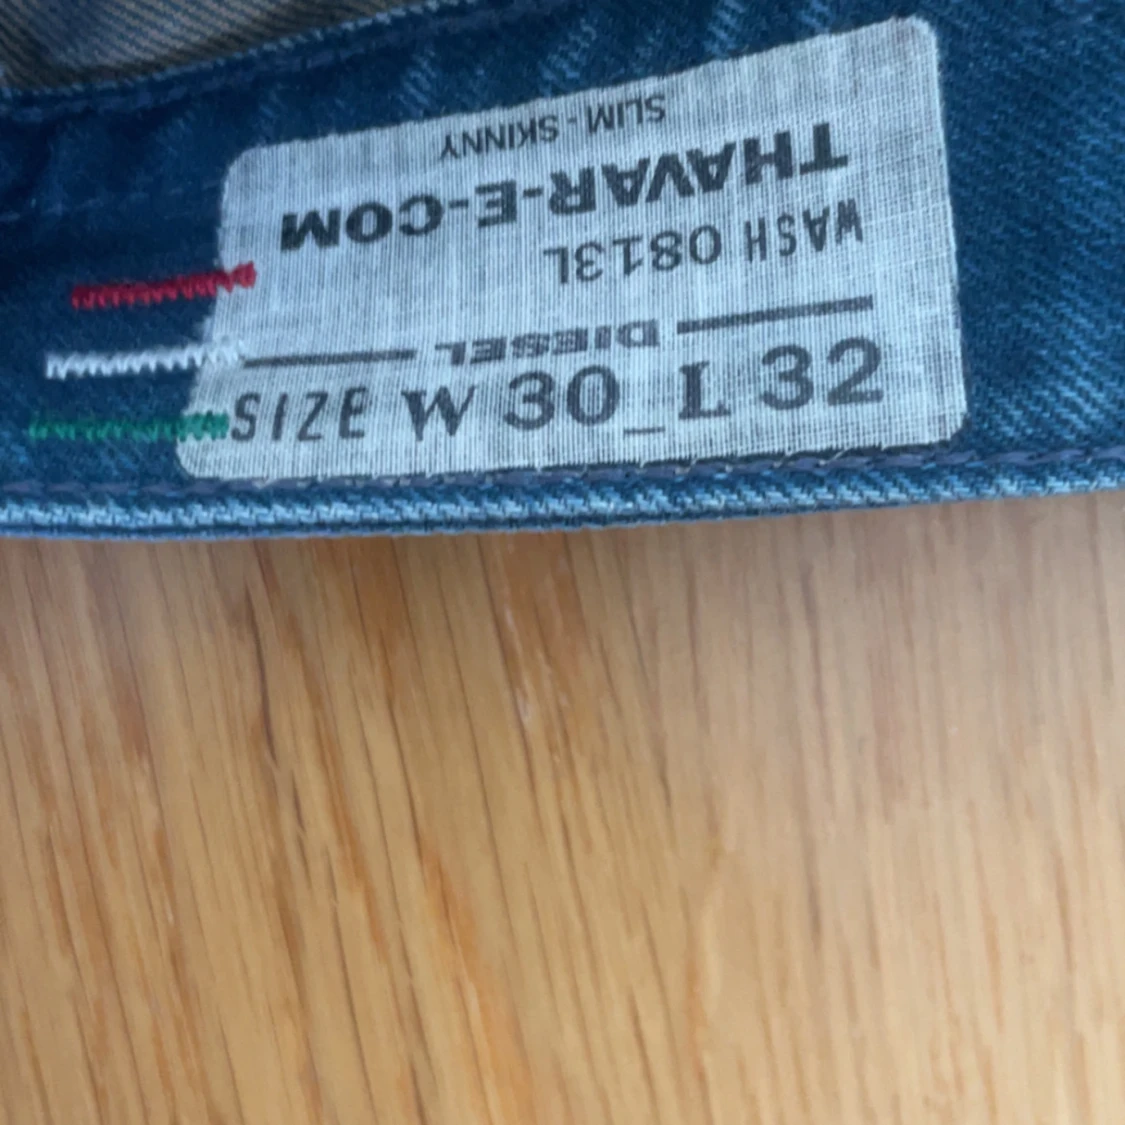 SLIM - SKINNY
THAVAR-E-COM
WASH 0813L
DIESEL
SIZE W 30_L 32